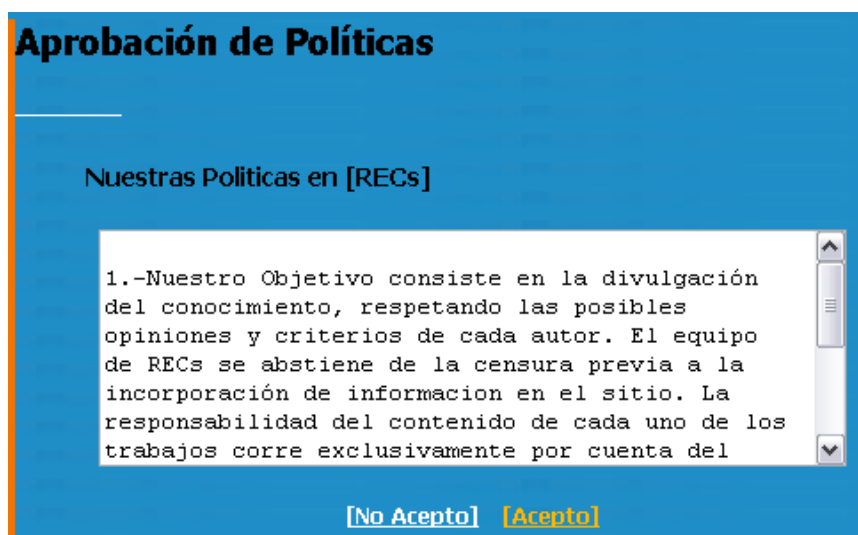 Aprobación de Políticas
Nuestras Politicas en [RECs]
1.-Nuestro Objetivo consiste en la divulgación
del conocimiento, respetando las posibles
opiniones y criterios de cada autor. El equipo
de RECs se abstiene de la censura previa a la
incorporación de informacion en el sitio. La
responsabilidad del contenido de cada uno de los
trabajos corre exclusivamente por cuenta del
[No Acepto] [Acepto]